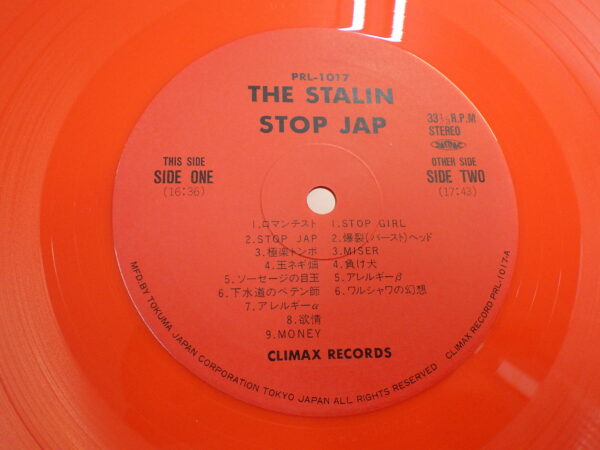 PRL-1017
THE STALIN
STOP JAP
33⅓ R.P.M
STEREO
THIS SIDE
SIDE ONE
(16:36)
OTHER SIDE
SIDE TWO
(17:43)
1.ロマンチスト
2.STOP JAP
3.極楽トンボ
4.玉ネギ畑
5.ソーセージの目玉
6.下水道のペテン師
7.アレルギーα
8.欲情
9.MONEY
1.STOP GIRL
2.爆裂(バースト)ヘッド
3.MISER
4.負け犬
5.アレルギーβ
6.ワルシャワの幻想
CLIMAX RECORDS
MFD.BY TOKUMA JAPAN CORPORATION TOKYO JAPAN ALL RIGHTS RESERVED CLIMAX RECORD PRL-1017A